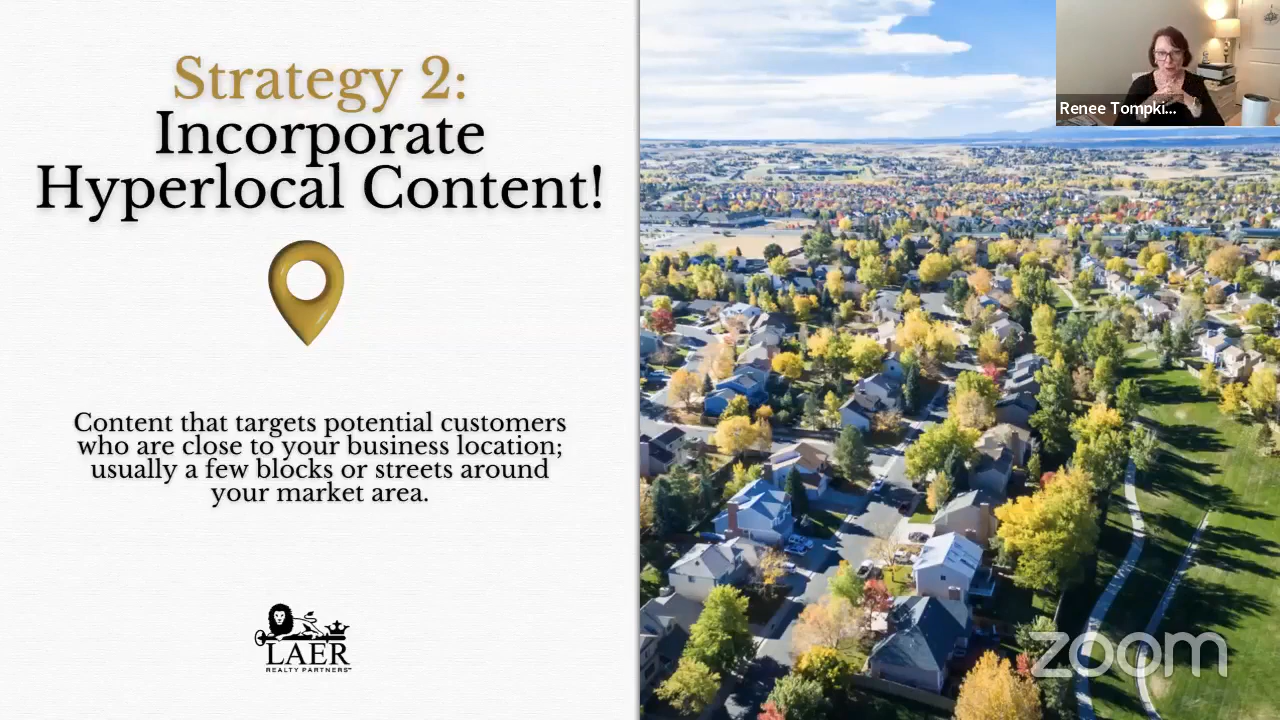 Strategy 2:
Incorporate
Hyperlocal Content!
Content that targets potential customers
who are close to your business location;
usually a few blocks or streets around
your market area.
LAER
REALTY PARTNERS™
Renee Tompki...
zoom